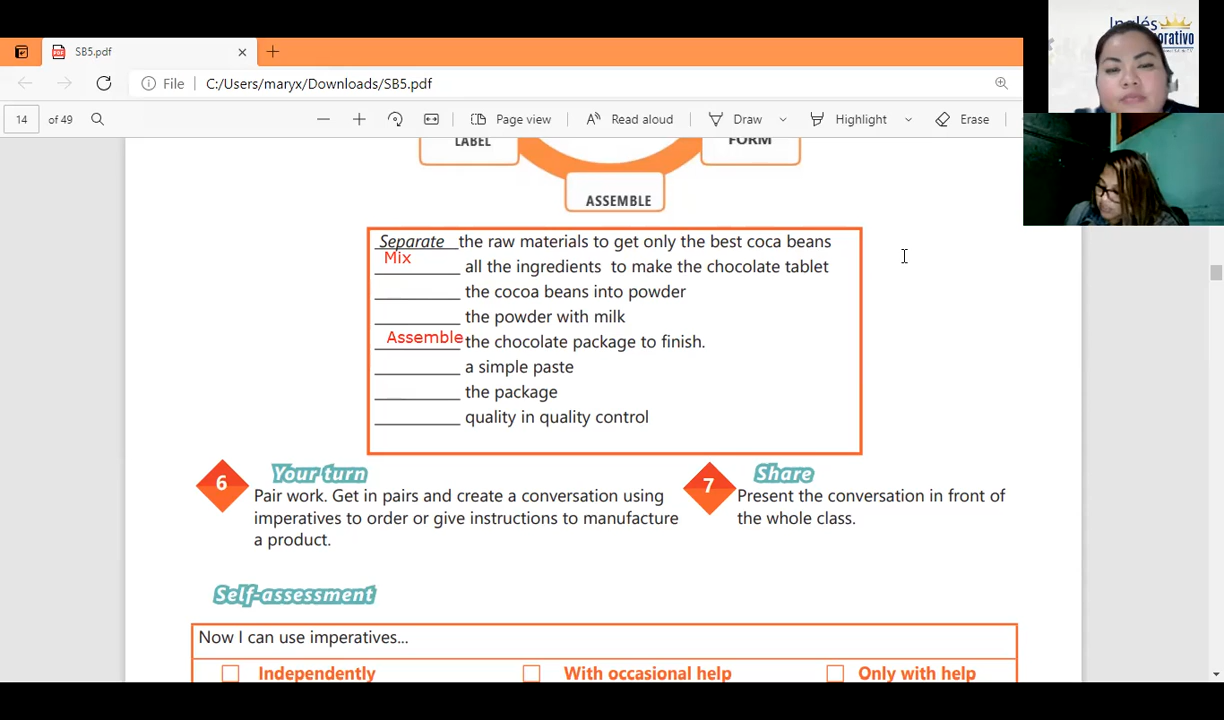 Inglés
orativo
SB5.pdf
File C:/Users/maryx/Downloads/SB5.pdf
14 of 49 Page view Read aloud Draw Highlight Erase
LABEL FORM
ASSEMBLE
Separate the raw materials to get only the best coca beans
Mix all the ingredients to make the chocolate tablet
the cocoa beans into powder
the powder with milk
Assemble the chocolate package to finish.
a simple paste
the package
quality in quality control
6 Your turn
Pair work. Get in pairs and create a conversation using
imperatives to order or give instructions to manufacture
a product.
7 Share
Present the conversation in front of
the whole class.
Self-assessment
Now I can use imperatives...
Independently With occasional help Only with help